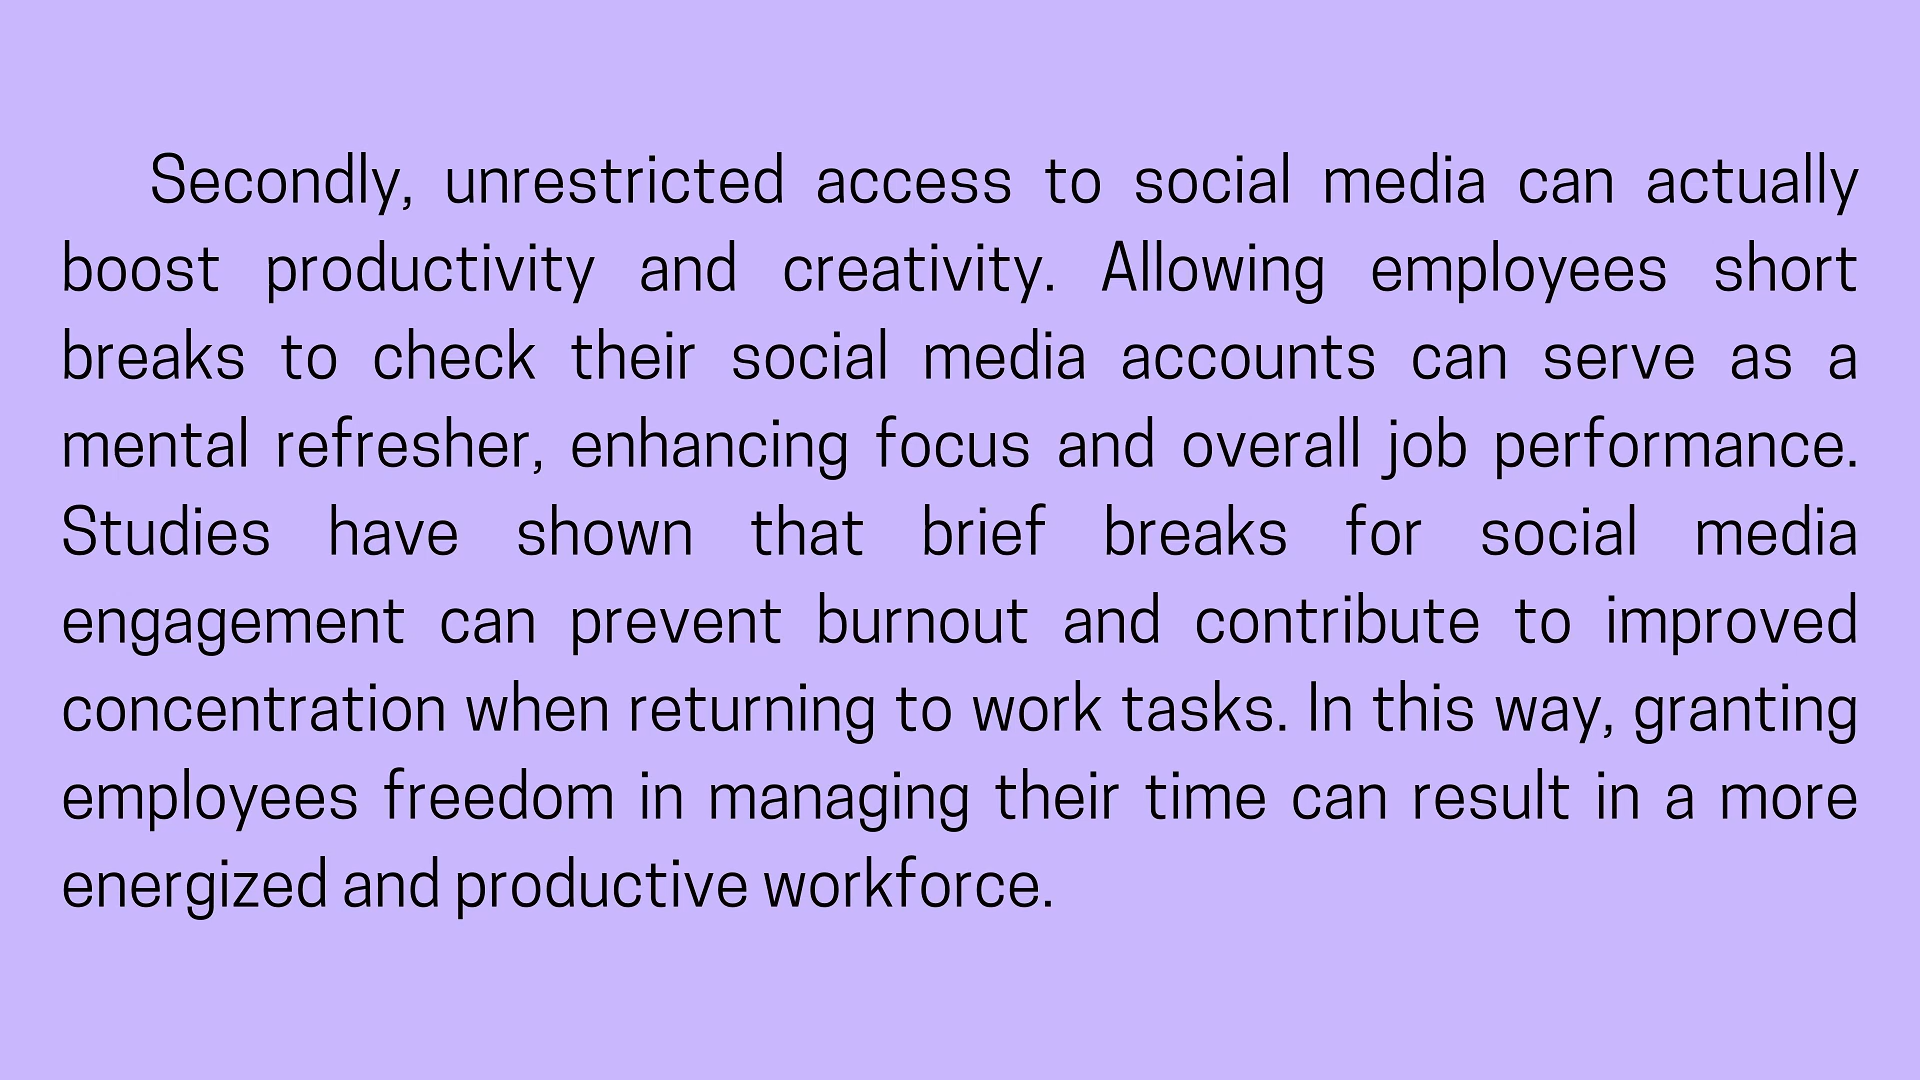 Secondly, unrestricted access to social media can actually
boost productivity and creativity. Allowing employees short
breaks to check their social media accounts can serve as a
mental refresher, enhancing focus and overall job performance.
Studies have shown that brief breaks for social media
engagement can prevent burnout and contribute to improved
concentration when returning to work tasks. In this way, granting
employees freedom in managing their time can result in a more
energized and productive workforce.